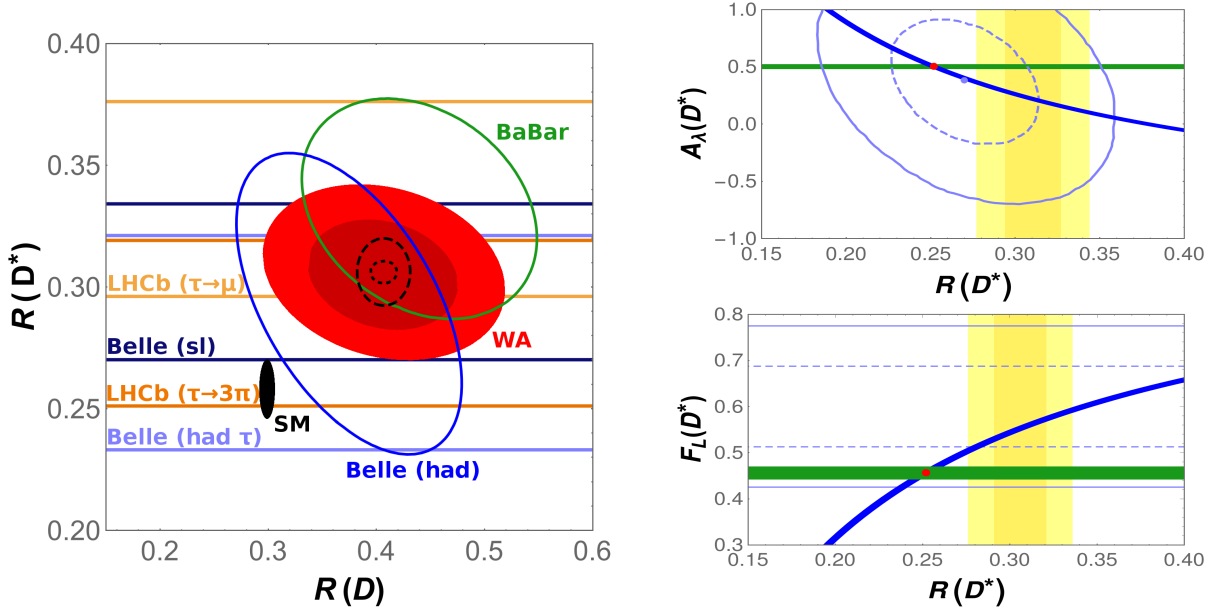 0.40
0.35
0.30
0.25
0.20
R(D*)
BaBar
LHCb (τ→μ)
WA
Belle (sl)
LHCb (τ→3π)
SM
Belle (had τ)
Belle (had)
0.2 0.3 0.4 0.5 0.6
R(D)
1.0
0.5
0.0
-0.5
-1.0
Aλ(D*)
0.15 0.20 0.25 0.30 0.35 0.40
R(D*)
0.8
0.7
0.6
0.5
0.4
0.3
FL(D*)
0.15 0.20 0.25 0.30 0.35 0.40
R(D*)